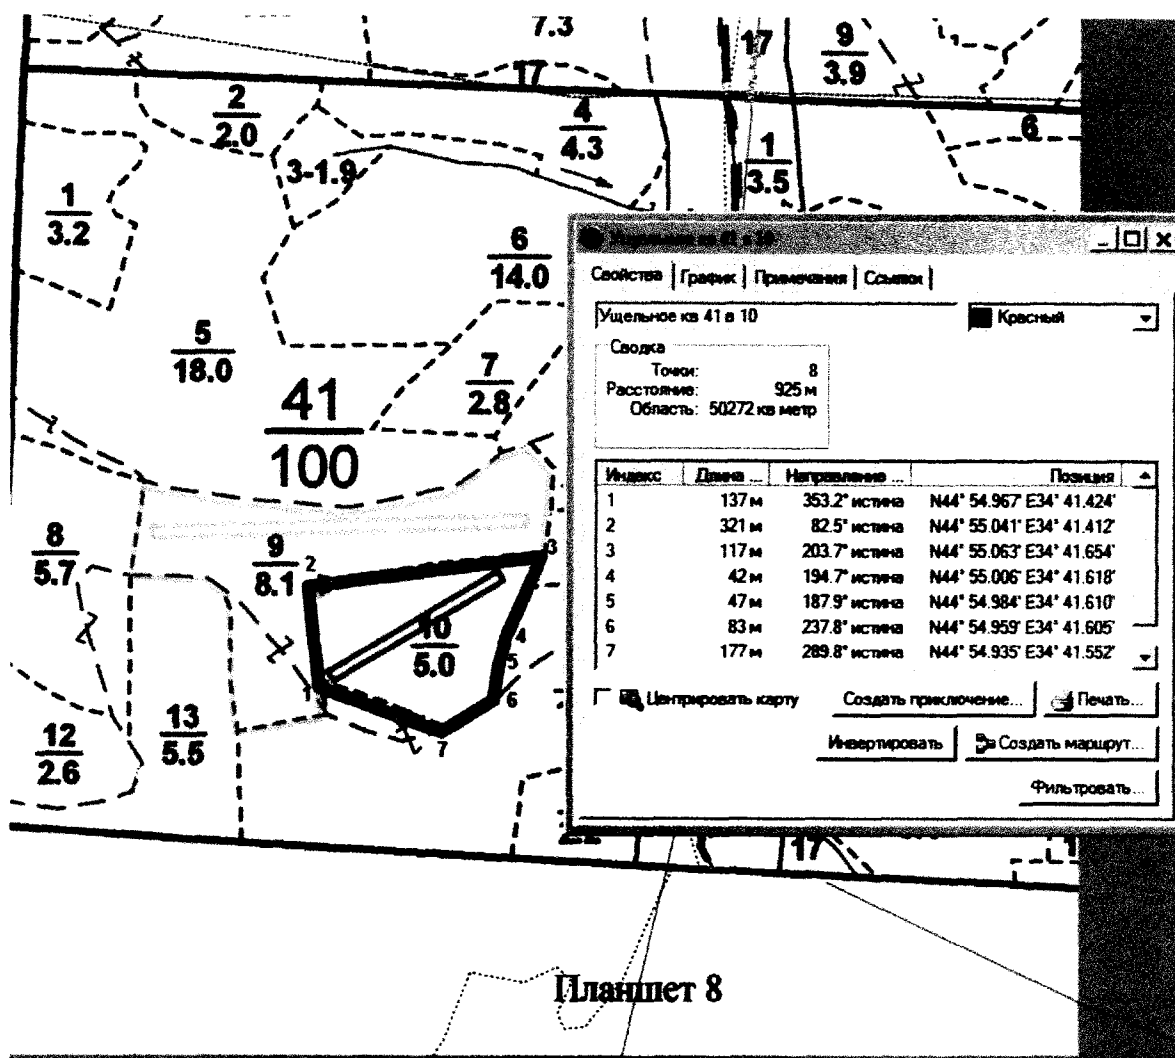 7.3
17
17
9
3.9
2
2.0
4
4.3
6
1
3.5
3-1.9
1
3.2
6
14.0
5
18.0
7
2.8
41
100
8
5.7
9
8.1
10
5.0
12
2.6
13
5.5
1
2
3
4
5
6
7
17
Планшет 8
Ущельное кв 41 в 10
Свойства График Примечания Ссылки
Ущельное кв 41 в 10 Красный
Сводка
Точки: 8
Расстояние: 925 м
Область: 50272 кв метр
Индекс Длина ... Направление ... Позиция
1 137 м 353.2° истина N44° 54.967' E34° 41.424'
2 321 м 82.5° истина N44° 55.041' E34° 41.412'
3 117 м 203.7° истина N44° 55.063' E34° 41.654'
4 42 м 194.7° истина N44° 55.006' E34° 41.618'
5 47 м 187.9° истина N44° 54.984' E34° 41.610'
6 83 м 237.8° истина N44° 54.959' E34° 41.605'
7 177 м 289.8° истина N44° 54.935' E34° 41.552'
Центрировать карту Создать приключение... Печать...
Инвертировать Создать маршрут...
Фильтровать...